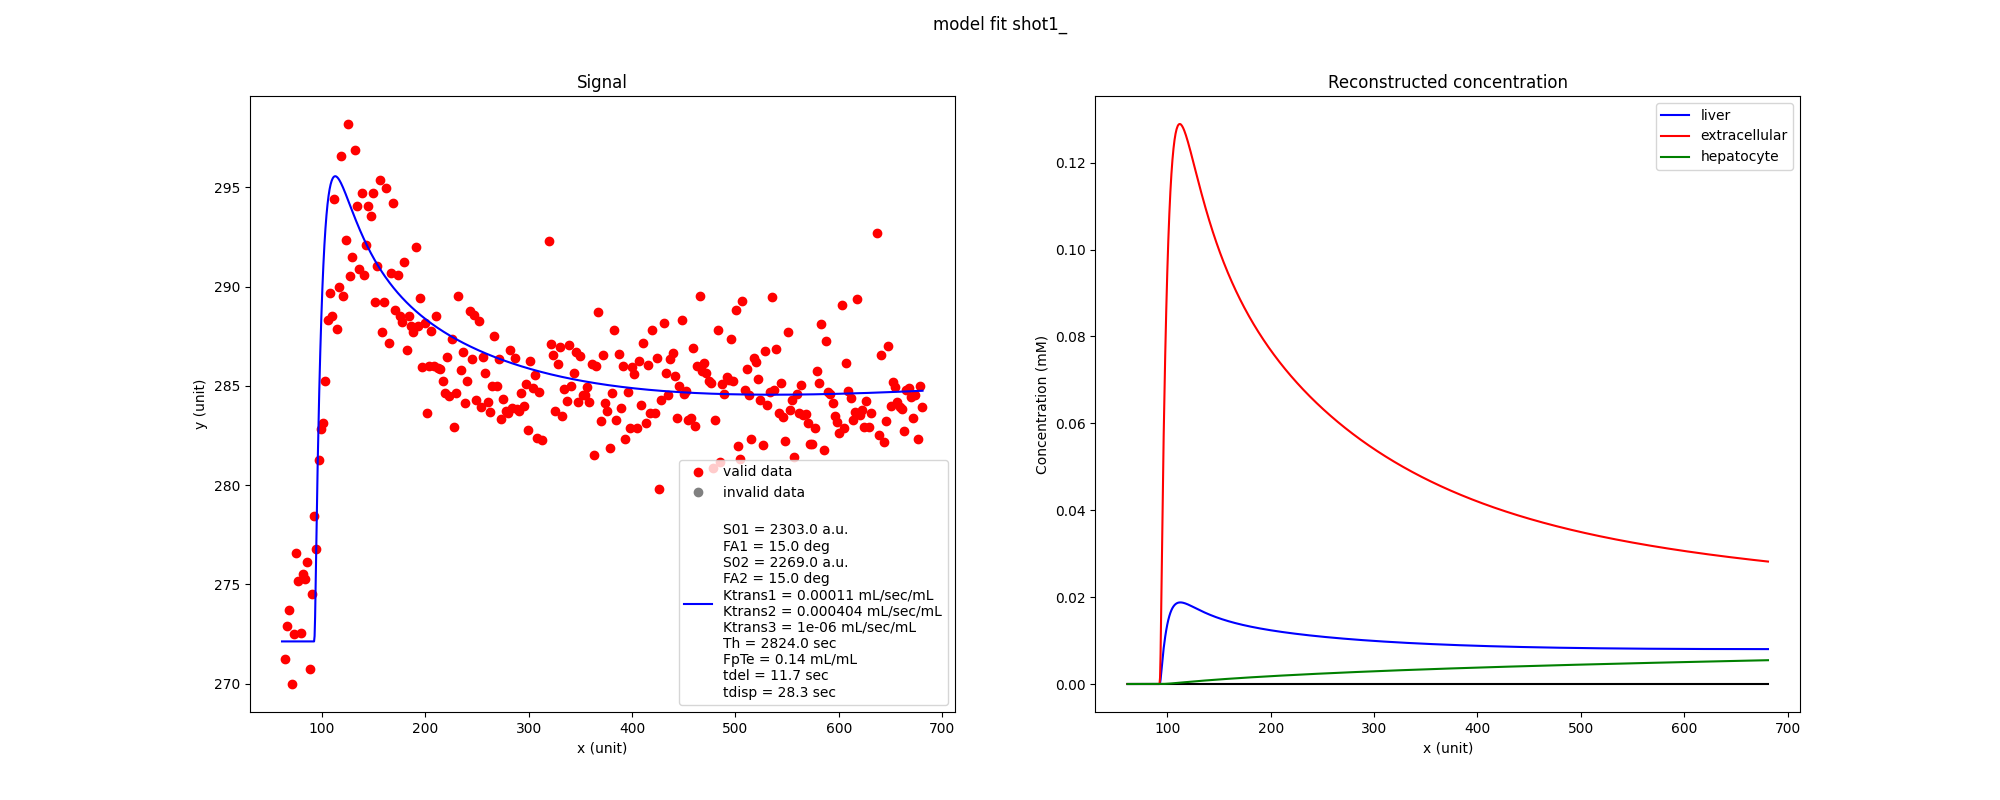 model fit shot1_
Signal
295
290
285
280
275
270
y (unit)
100 200 300 400 500 600 700
x (unit)
valid data
invalid data
S01 = 2303.0 a.u.
FA1 = 15.0 deg
S02 = 2269.0 a.u.
FA2 = 15.0 deg
Ktrans1 = 0.00011 mL/sec/mL
Ktrans2 = 0.000404 mL/sec/mL
Ktrans3 = 1e-06 mL/sec/mL
Th = 2824.0 sec
FpTe = 0.14 mL/mL
tdel = 11.7 sec
tdisp = 28.3 sec
Reconstructed concentration
liver
extracellular
hepatocyte
0.12
0.10
0.08
0.06
0.04
0.02
0.00
Concentration (mM)
100 200 300 400 500 600 700
x (unit)